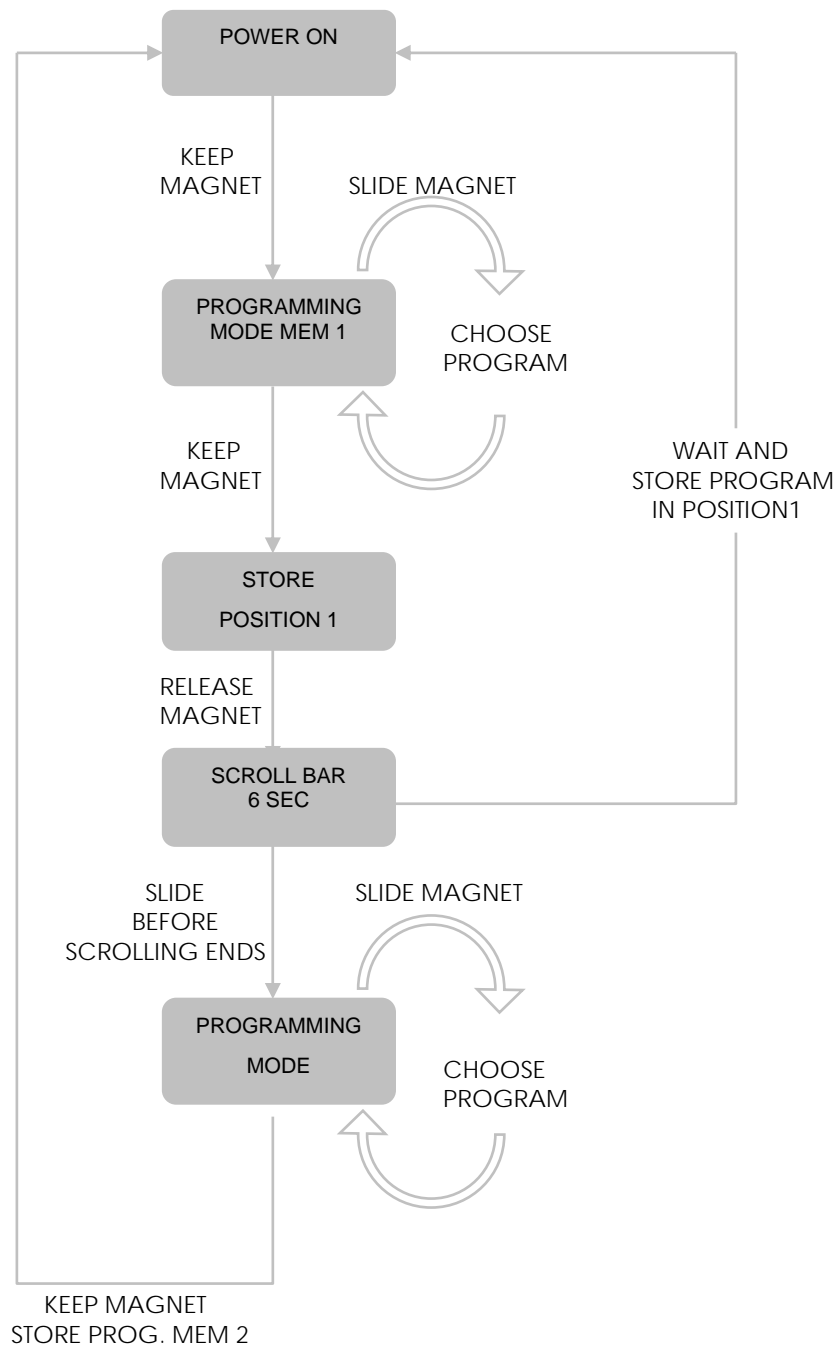 POWER ON
KEEP
MAGNET
SLIDE MAGNET
PROGRAMMING
MODE MEM 1
CHOOSE
PROGRAM
KEEP
MAGNET
WAIT AND
STORE PROGRAM
IN POSITION1
STORE
POSITION 1
RELEASE
MAGNET
SCROLL BAR
6 SEC
SLIDE
BEFORE
SCROLLING ENDS
SLIDE MAGNET
PROGRAMMING
MODE
CHOOSE
PROGRAM
KEEP MAGNET
STORE PROG. MEM 2